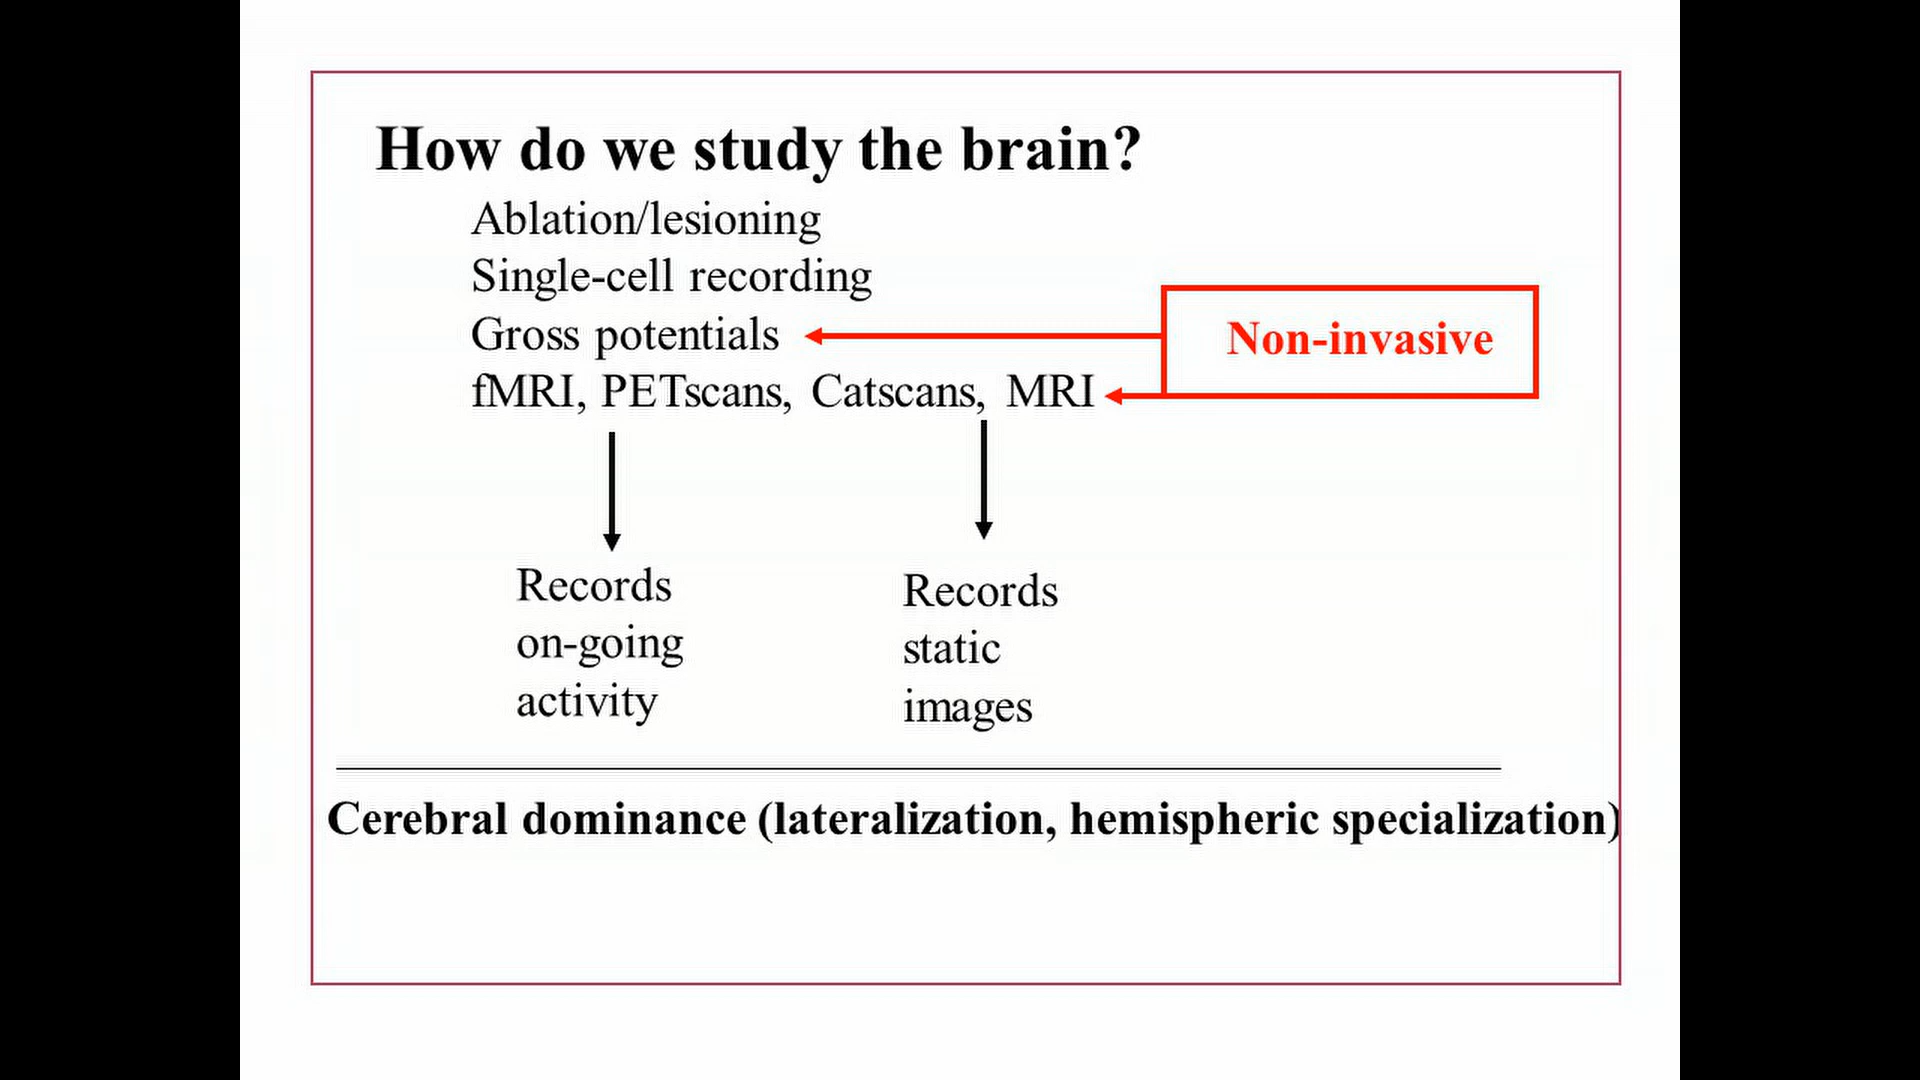 How do we study the brain?
Ablation/lesioning
Single-cell recording
Gross potentials
Non-invasive
fMRI, PETscans, Catscans, MRI
Records
on-going
activity
Records
static
images
Cerebral dominance (lateralization, hemispheric specialization)